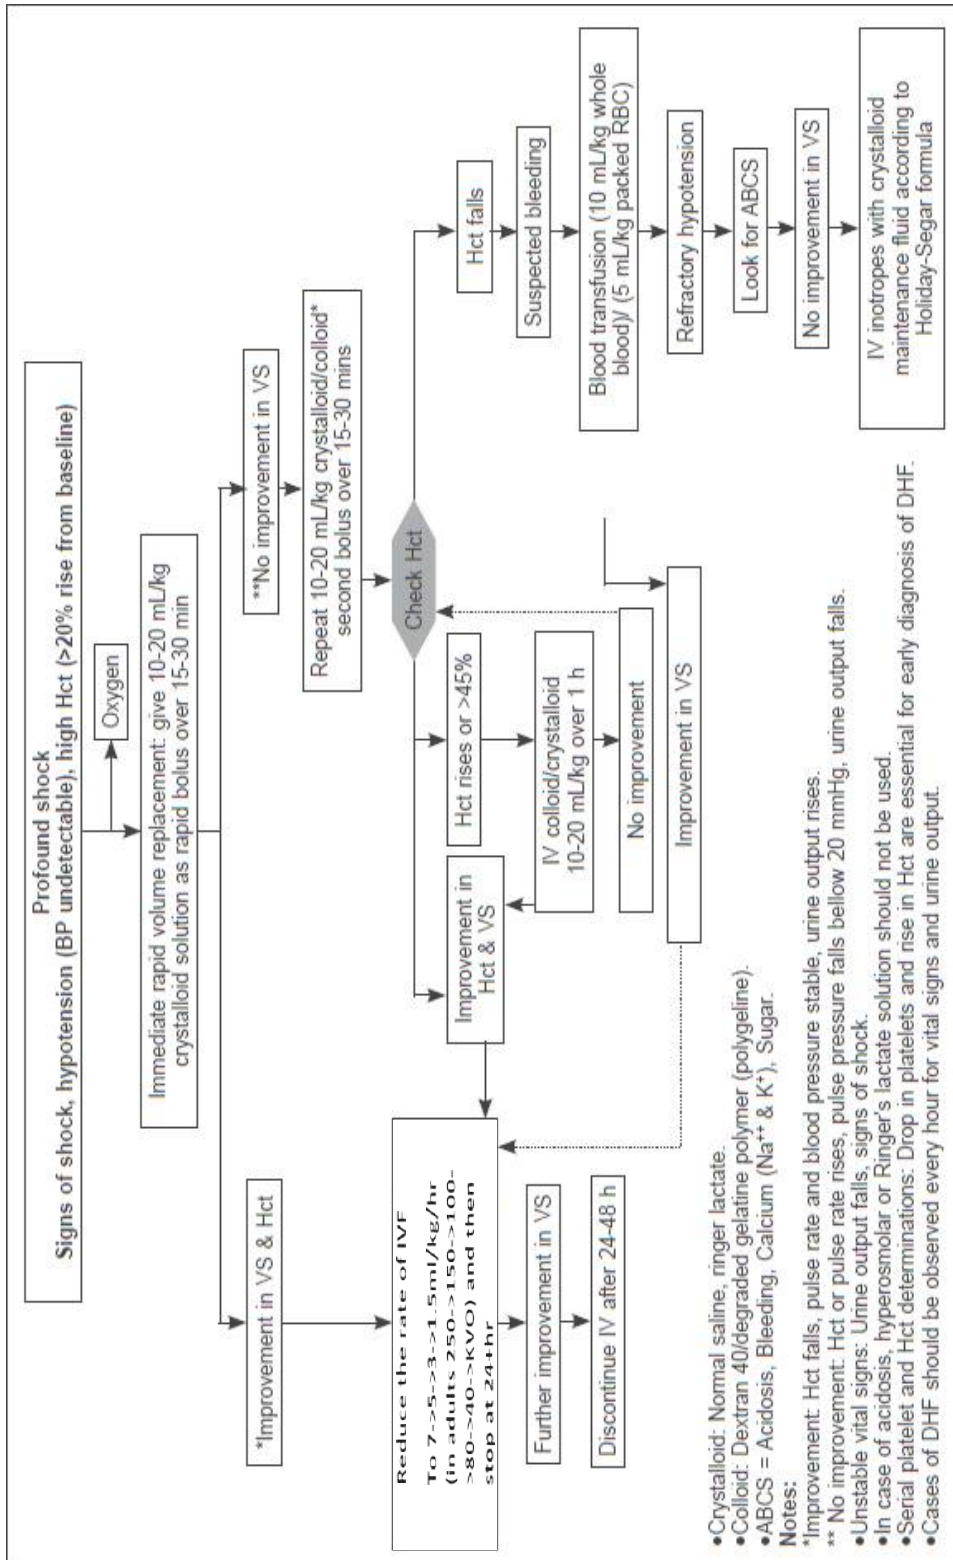 Profound shock
Signs of shock, hypotension (BP undetectable), high Hct (>20% rise from baseline)
Oxygen
Immediate rapid volume replacement: give 10-20 mL/kg
crystalloid solution as rapid bolus over 15-30 min
*Improvement in VS & Hct
**No improvement in VS
Repeat 10-20 mL/kg crystalloid/colloid*
second bolus over 15-30 mins
Check Hct
Reduce the rate of IVF
To 7->5->3->1.5ml/kg/hr
(in adults 250->150->100-
>80->40->KVO) and then
stop at 24+hr
Further improvement in VS
Discontinue IV after 24-48 h
Improvement in
Hct & VS
Hct rises or >45%
IV colloid/crystalloid
10-20 mL/kg over 1 h
No improvement
Improvement in VS
Hct falls
Suspected bleeding
Blood transfusion (10 mL/kg whole
blood)/ (5 mL/kg packed RBC)
Refractory hypotension
Look for ABCS
No improvement in VS
IV inotropes with crystalloid
maintenance fluid according to
Holiday-Segar formula
•Crystalloid: Normal saline, ringer lactate.
•Colloid: Dextran 40/degraded gelatine polymer (polygeline).
•ABCS = Acidosis, Bleeding, Calcium (Na⁺⁺ & K⁺), Sugar.
Notes:
*Improvement: Hct falls, pulse rate and blood pressure stable, urine output rises.
** No improvement: Hct or pulse rate rises, pulse pressure falls bellow 20 mmHg, urine output falls.
•Unstable vital signs: Urine output falls, signs of shock.
•In case of acidosis, hyperosmolar or Ringer's lactate solution should not be used.
•Serial platelet and Hct determinations: Drop in platelets and rise in Hct are essential for early diagnosis of DHF.
•Cases of DHF should be observed every hour for vital signs and urine output.